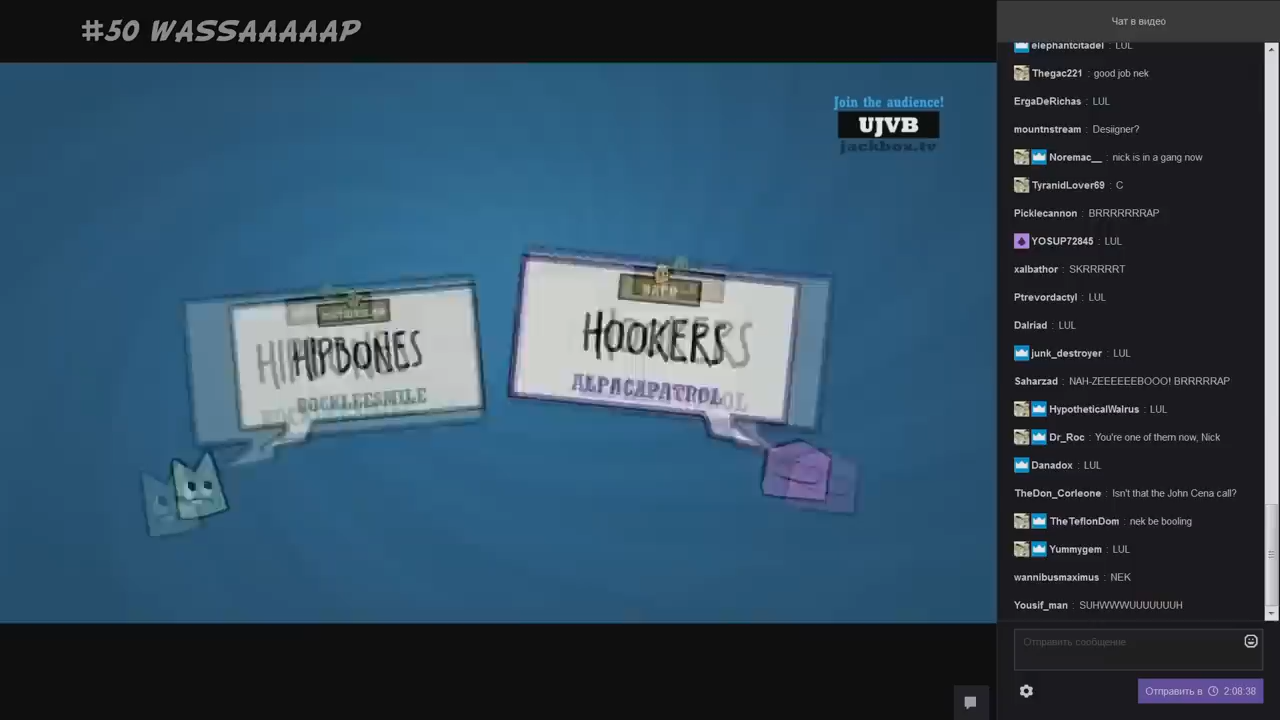 #50 WASSAAAAAP
Join the audience!
UJVB
jackbox.tv
HIPBONES
ROCKLEESMILE
HOOKERS
ALPACAPATROL
Чат в видео
elephantcitadel : LUL
Thegac221 : good job nek
ErgaDeRichas : LUL
mountnstream : Desiigner?
Noremac__ : nick is in a gang now
TyranidLover69 : C
Picklecannon : BRRRRRRAP
YOSUP72845 : LUL
xalbathor : SKRRRRRT
Ptrevordactyl : LUL
Dalriad : LUL
junk_destroyer : LUL
Saharzad : NAH-ZEEEEEEBOOO! BRRRRRAP
HypotheticalWalrus : LUL
Dr_Roc : You're one of them now, Nick
Danadox : LUL
TheDon_Corleone : Isn't that the John Cena call?
TheTeflonDom : nek be booling
Yummygem : LUL
wannibusmaximus : NEK
Yousif_man : SUHWWWUUUUUUUH
Отправить сообщение
Отправить в 2:08:38